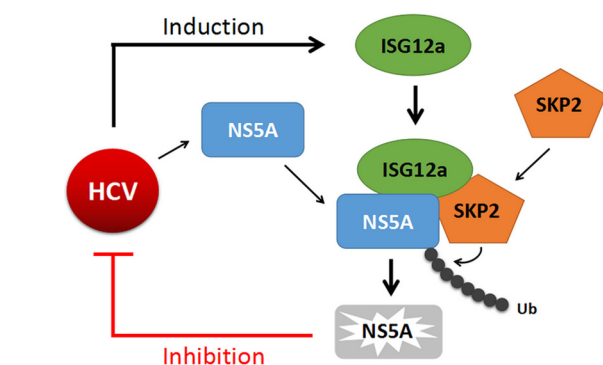 Induction
ISG12a
SKP2
NS5A
ISG12a
HCV
SKP2
NS5A
Ub
NS5A
Inhibition